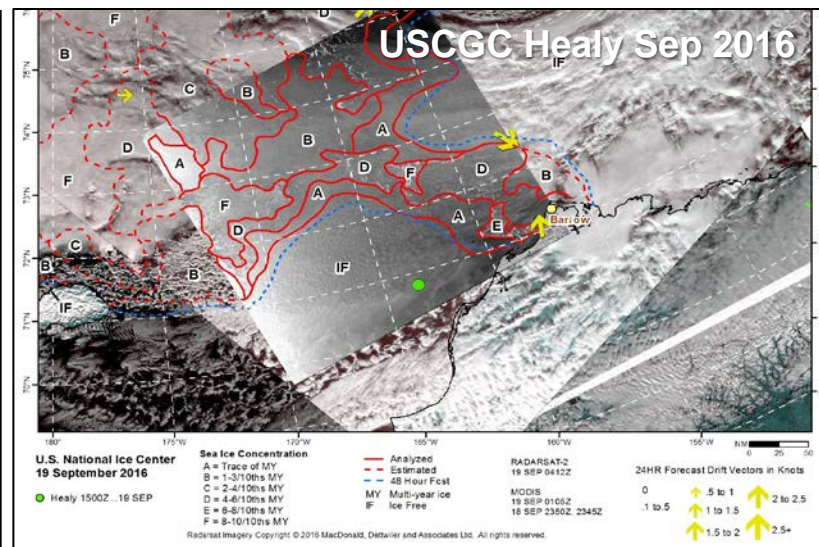 USCGC Healy Sep 2016
F
D
IF
B
C
B
B
A
D
A
D
F
D
B
F
F
A
D
A
E
Barrow
C
B
B
IF
IF
75°N
74°N
73°N
72°N
71°N
70°N
180°
175°W
170°W
165°W
160°W
155°W
NM
0 25 50
U.S. National Ice Center
19 September 2016
Healy 1500Z...19 SEP
Sea Ice Concentration
A = Trace of MY
B = 1-3/10ths MY
C = 2-4/10ths MY
D = 4-6/10ths MY
E = 6-8/10ths MY
F = 8-10/10ths MY
Analyzed
Estimated
48 Hour Fcst
MY Multi-year ice
IF Ice Free
RADARSAT-2
19 SEP 0412Z
MODIS
19 SEP 0105Z
18 SEP 2350Z, 2345Z
24HR Forecast Drift Vectors in Knots
0
.1 to .5
.5 to 1
1 to 1.5
1.5 to 2
2 to 2.5
2.5+
Radarsat Imagery Copyright © 2016 MacDonald, Dettwiler and Associates Ltd. All rights reserved.